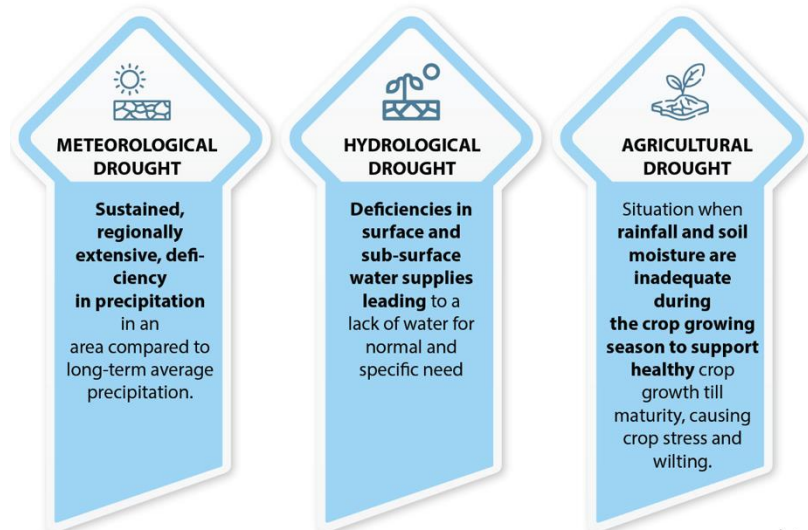 METEOROLOGICAL
DROUGHT
Sustained,
regionally
extensive, defi-
ciency
in precipitation
in an
area compared to
long-term average
precipitation.
HYDROLOGICAL
DROUGHT
Deficiencies in
surface and
sub-surface
water supplies
leading to a
lack of water for
normal and
specific need
AGRICULTURAL
DROUGHT
Situation when
rainfall and soil
moisture are
inadequate
during
the crop growing
season to support
healthy crop
growth till
maturity, causing
crop stress and
wilting.